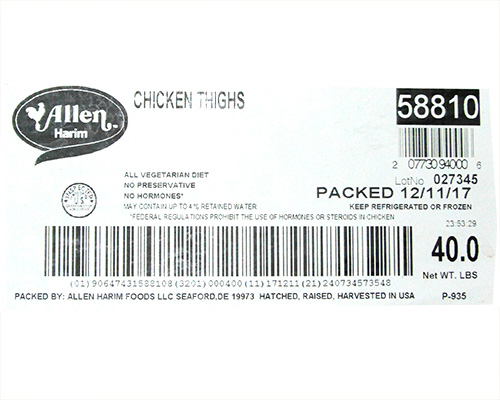 Allen
Harim
CHICKEN THIGHS
58810
2 07730 94000 6
LotNo 027345
ALL VEGETARIAN DIET
NO PRESERVATIVE
NO HORMONES*
MAY CONTAIN UP TO 4% RETAINED WATER
*FEDERAL REGULATIONS PROHIBIT THE USE OF HORMONES OR STEROIDS IN CHICKEN
PACKED 12/11/17
KEEP REFRIGERATED OR FROZEN
23:53:29
40.0
Net WT. LBS
(01)90647431588108(3201)000400(11)171211(21)240734573548
PACKED BY: ALLEN HARIM FOODS LLC SEAFORD,DE 19973 HATCHED, RAISED, HARVESTED IN USA
P-935